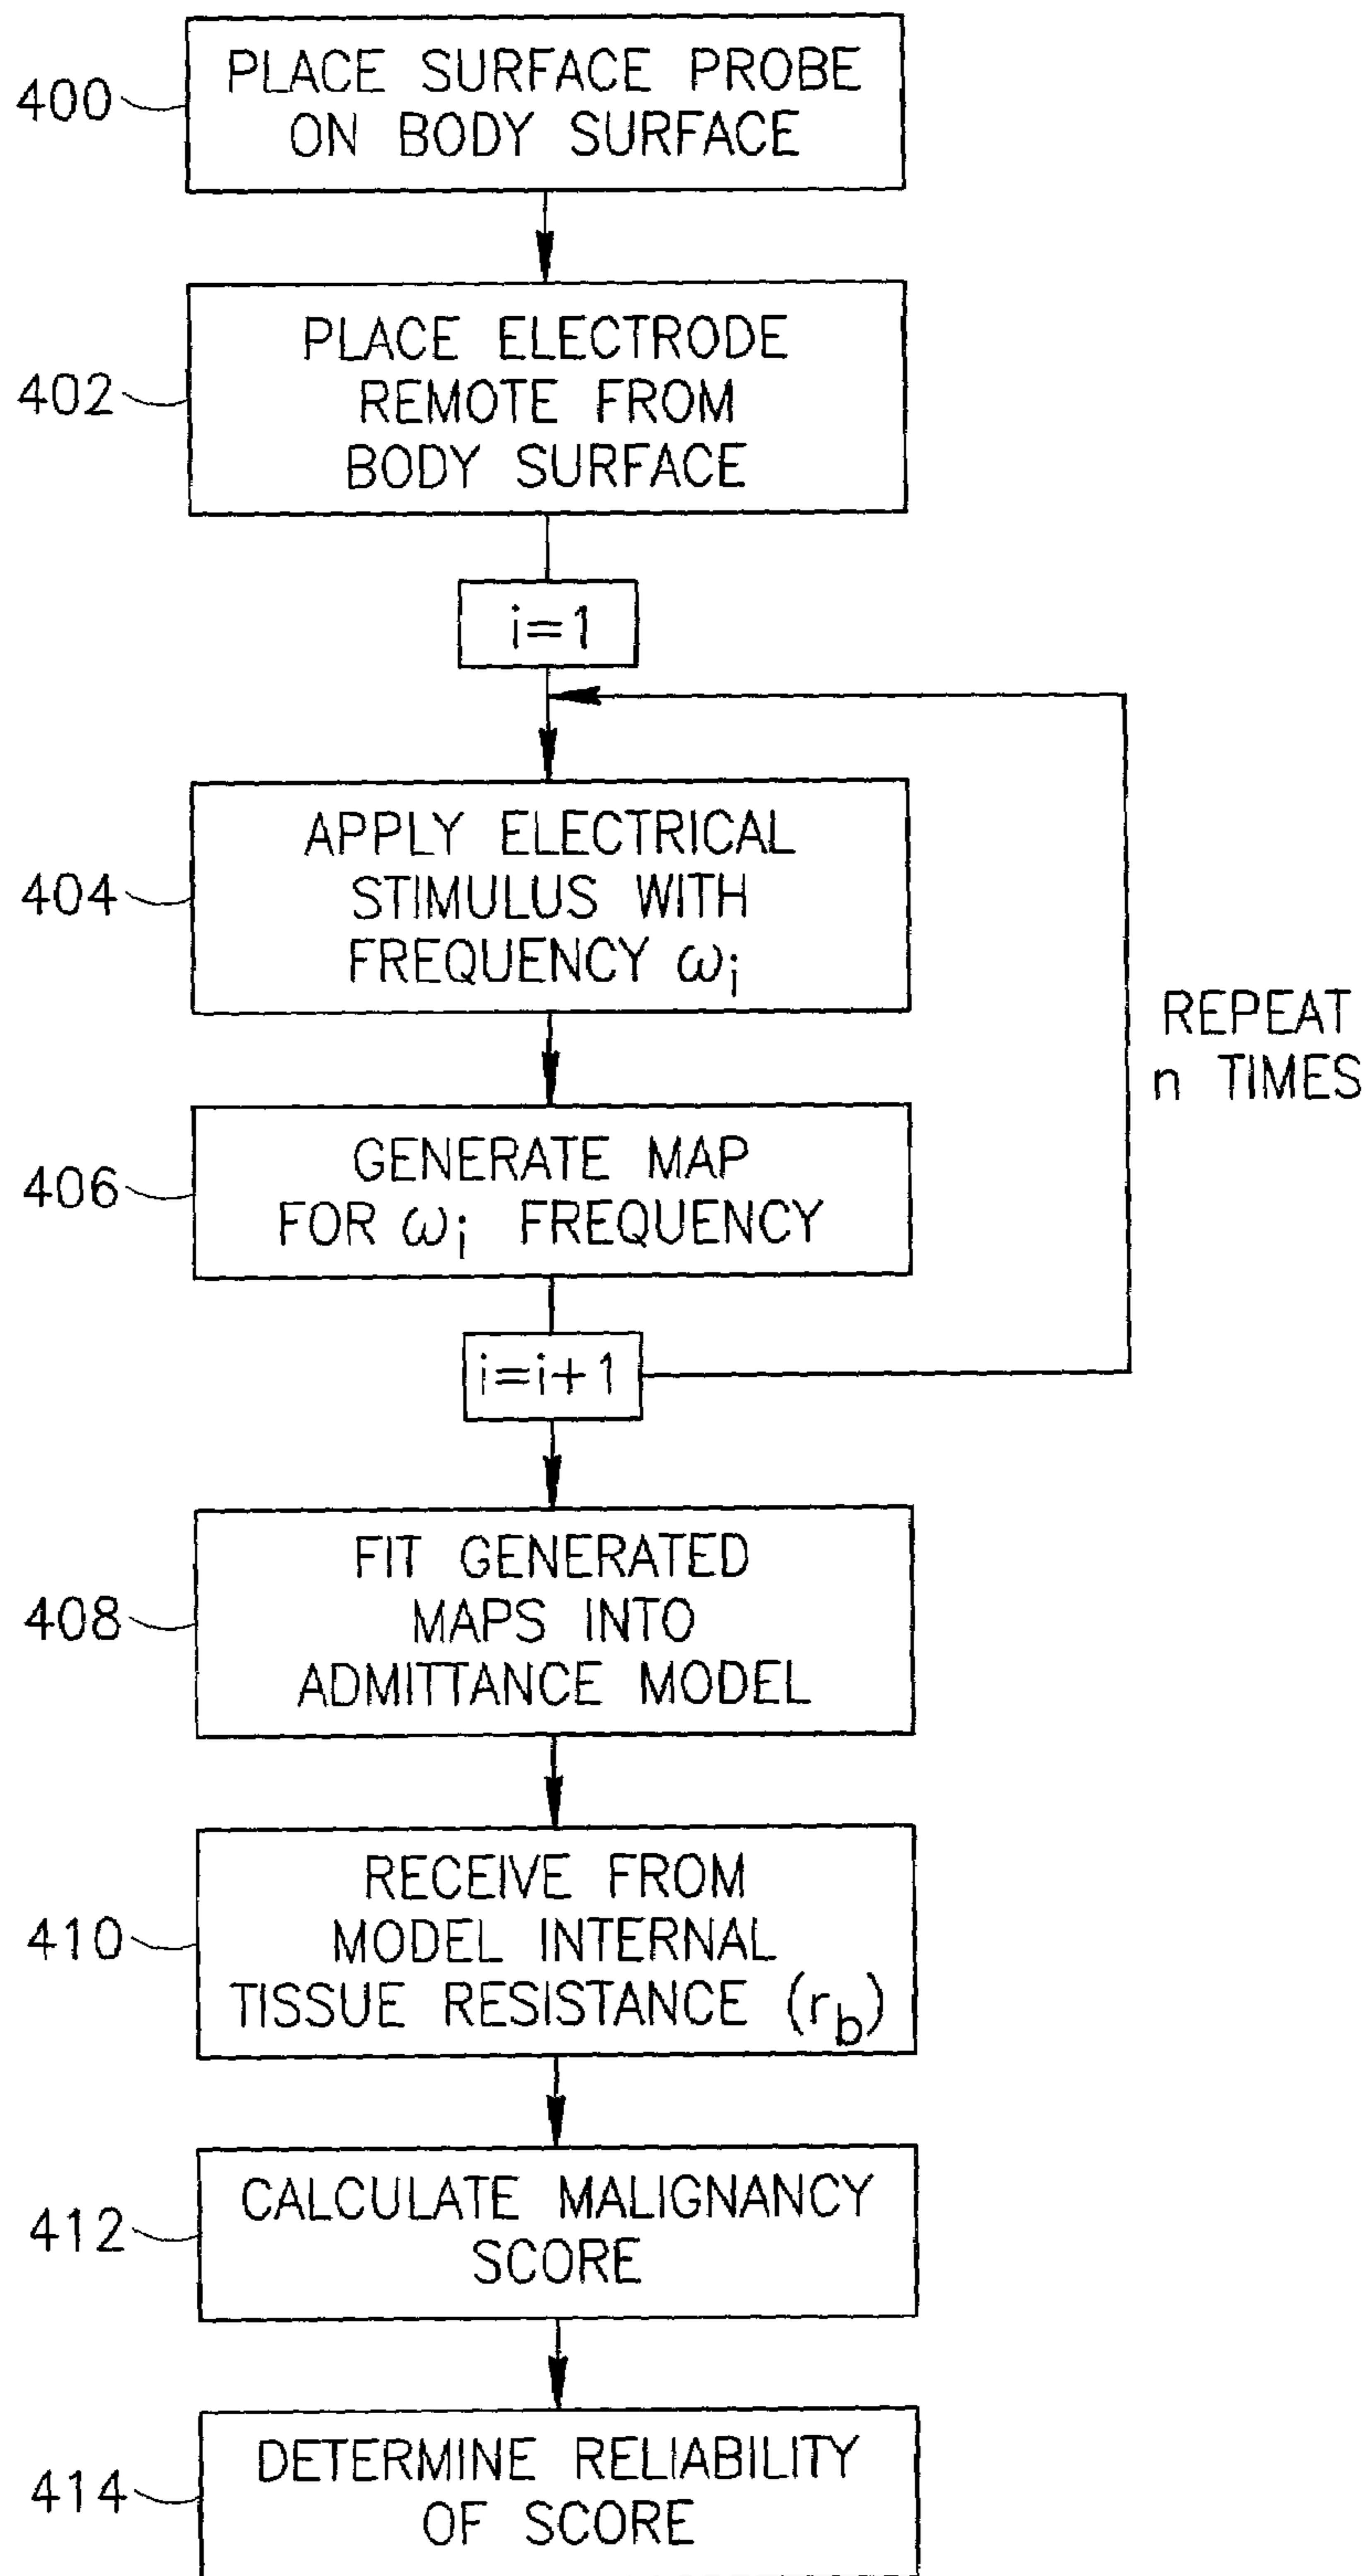 400
PLACE SURFACE PROBE
ON BODY SURFACE
402
PLACE ELECTRODE
REMOTE FROM
BODY SURFACE
i=1
404
APPLY ELECTRICAL
STIMULUS WITH
FREQUENCY ωi
REPEAT
n TIMES
406
GENERATE MAP
FOR ωi FREQUENCY
i=i+1
408
FIT GENERATED
MAPS INTO
ADMITTANCE MODEL
410
RECEIVE FROM
MODEL INTERNAL
TISSUE RESISTANCE (rb)
412
CALCULATE MALIGNANCY
SCORE
414
DETERMINE RELIABILITY
OF SCORE